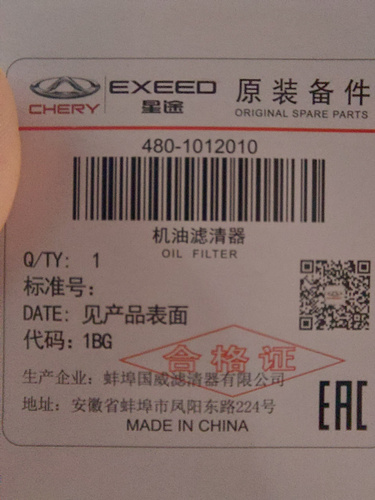 CHERY
EXEED
星途
原装备件
ORIGINAL SPARE PARTS
480-1012010
机油滤清器
OIL FILTER
Q/TY: 1
标准号:
DATE: 见产品表面
代码: 1BG
合格证
生产企业: 蚌埠国威滤清器有限公司
地址: 安徽省蚌埠市凤阳东路224号
MADE IN CHINA
EAC